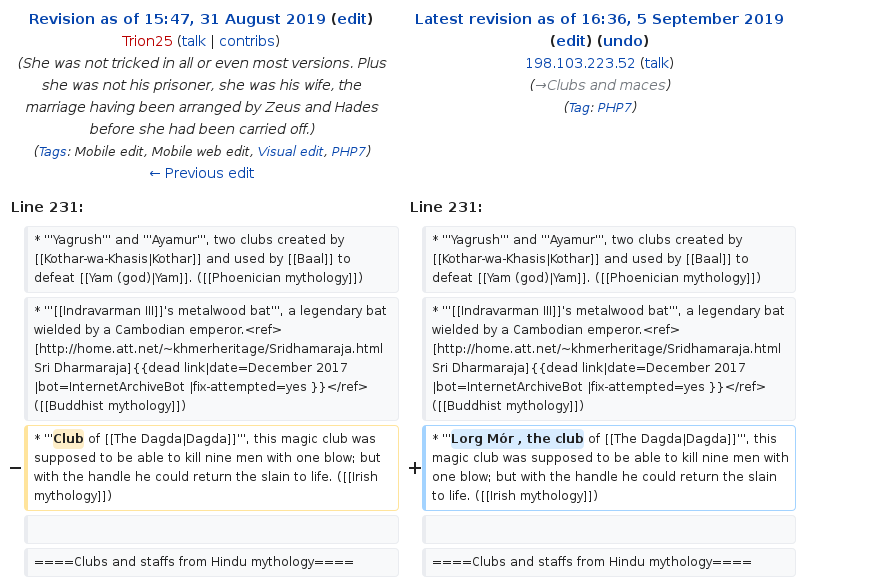 Revision as of 15:47, 31 August 2019 (edit)
Trion25 (talk | contribs)
(She was not tricked in all or even most versions. Plus
she was not his prisoner, she was his wife, the
marriage having been arranged by Zeus and Hades
before she had been carried off.)
(Tags: Mobile edit, Mobile web edit, Visual edit, PHP7)
← Previous edit
Latest revision as of 16:36, 5 September 2019
(edit) (undo)
198.103.223.52 (talk)
(→Clubs and maces)
(Tag: PHP7)
Line 231:
* '''Yagrush''' and '''Ayamur''', two clubs created by
[[Kothar-wa-Khasis|Kothar]] and used by [[Baal]] to
defeat [[Yam (god)|Yam]]. ([[Phoenician mythology]])
* '''[[Indravarman III]]'s metalwood bat''', a legendary bat
wielded by a Cambodian emperor.<ref>
[http://home.att.net/~khmerheritage/Sridhamaraja.html
Sri Dharmaraja]{{dead link|date=December 2017
|bot=InternetArchiveBot |fix-attempted=yes }}</ref>
([[Buddhist mythology]])
− * '''Club of [[The Dagda|Dagda]]''', this magic club was
supposed to be able to kill nine men with one blow; but
with the handle he could return the slain to life. ([[Irish
mythology]])
====Clubs and staffs from Hindu mythology====
Line 231:
* '''Yagrush''' and '''Ayamur''', two clubs created by
[[Kothar-wa-Khasis|Kothar]] and used by [[Baal]] to
defeat [[Yam (god)|Yam]]. ([[Phoenician mythology]])
* '''[[Indravarman III]]'s metalwood bat''', a legendary bat
wielded by a Cambodian emperor.<ref>
[http://home.att.net/~khmerheritage/Sridhamaraja.html
Sri Dharmaraja]{{dead link|date=December 2017
|bot=InternetArchiveBot |fix-attempted=yes }}</ref>
([[Buddhist mythology]])
+ * '''Lorg Mór , the club of [[The Dagda|Dagda]]''', this
magic club was supposed to be able to kill nine men with
one blow; but with the handle he could return the slain
to life. ([[Irish mythology]])
====Clubs and staffs from Hindu mythology====